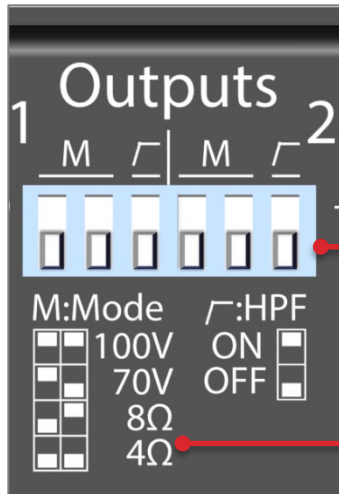 Outputs
1 2
M M
M:Mode :HPF
100V ON
70V OFF
8Ω
4Ω